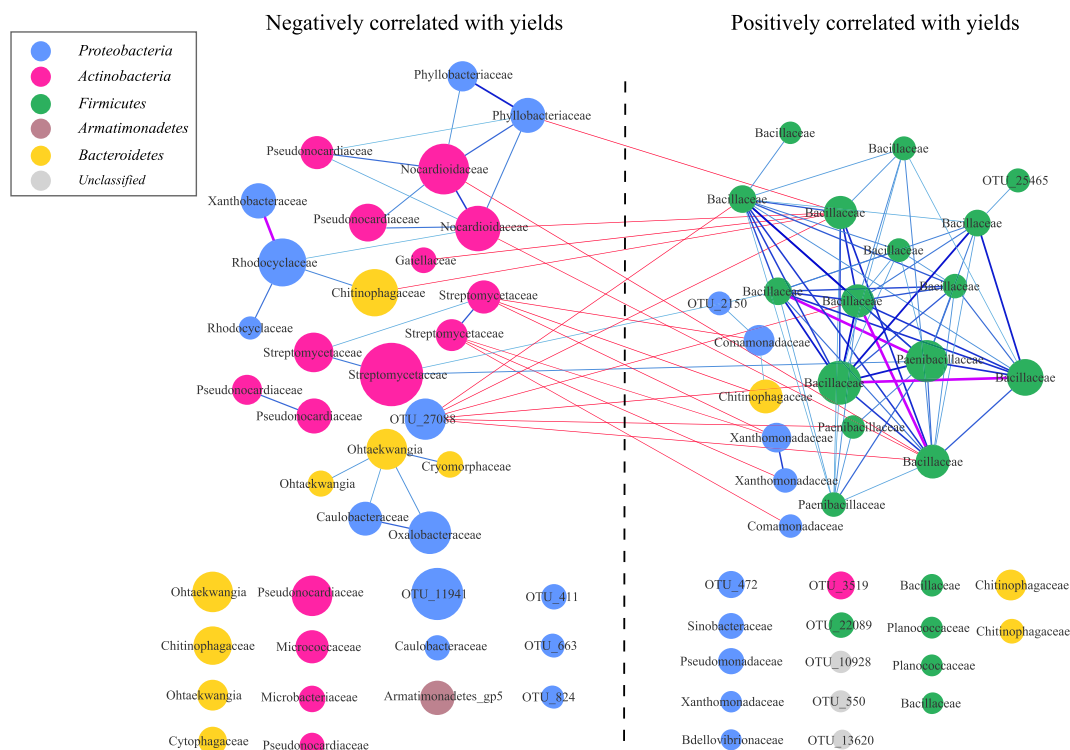 Negatively correlated with yields
Positively correlated with yields
Proteobacteria
Actinobacteria
Firmicutes
Armatimonadetes
Bacteroidetes
Unclassified
Phyllobacteriaceae
Phyllobacteriaceae
Pseudonocardiaceae
Nocardioidaceae
Xanthobacteraceae
Pseudonocardiaceae
Nocardioidaceae
Rhodocyclaceae
Gaiellaceae
Chitinophagaceae
Streptomycetaceae
Rhodocyclaceae
Streptomycetaceae
Streptomycetaceae
Streptomycetaceae
Pseudonocardiaceae
Pseudonocardiaceae
OTU_27088
Ohtaekwangia
Cryomorphaceae
Ohtaekwangia
Caulobacteraceae
Oxalobacteraceae
Ohtaekwangia
Pseudonocardiaceae
OTU_11941
OTU_411
Chitinophagaceae
Micrococcaceae
Caulobacteraceae
OTU_663
Ohtaekwangia
Microbacteriaceae
Armatimonadetes_gp5
OTU_824
Cytophagaceae
Pseudonocardiaceae
Bacillaceae
Bacillaceae
OTU_25465
Bacillaceae
Bacillaceae
Bacillaceae
Bacillaceae
Bacillaceae
Bacillaceae
Bacillaceae
OTU_2150
Comamonadaceae
Paenibacillaceae
Bacillaceae
Bacillaceae
Chitinophagaceae
Paenibacillaceae
Xanthomonadaceae
Bacillaceae
Xanthomonadaceae
Paenibacillaceae
Comamonadaceae
OTU_472
OTU_3519
Bacillaceae
Chitinophagaceae
Sinobacteraceae
OTU_22089
Planococcaceae
Chitinophagaceae
Pseudomonadaceae
OTU_10928
Planococcaceae
Xanthomonadaceae
OTU_550
Bacillaceae
Bdellovibrionaceae
OTU_13620